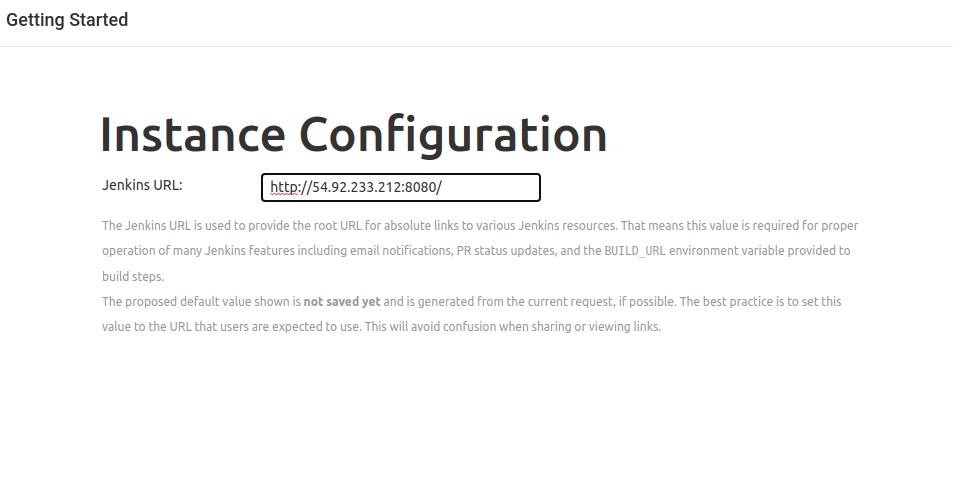 Getting Started
Instance Configuration
Jenkins URL: http://54.92.233.212:8080/
The Jenkins URL is used to provide the root URL for absolute links to various Jenkins resources. That means this value is required for proper
operation of many Jenkins features including email notifications, PR status updates, and the BUILD_URL environment variable provided to
build steps.
The proposed default value shown is not saved yet and is generated from the current request, if possible. The best practice is to set this
value to the URL that users are expected to use. This will avoid confusion when sharing or viewing links.